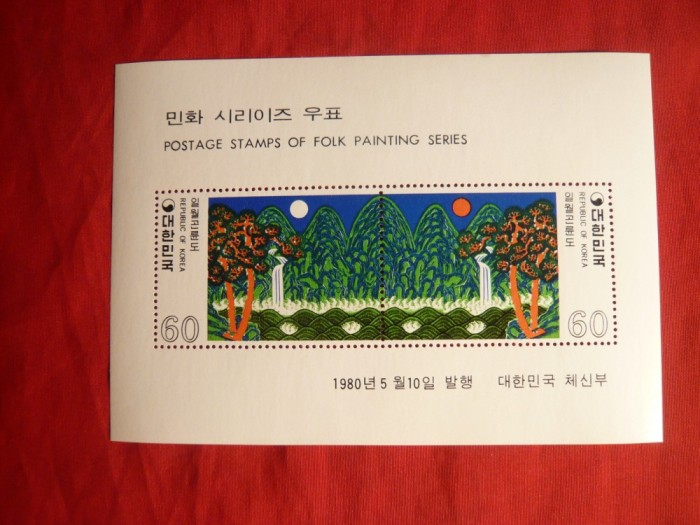 민화 시리이즈 우표
POSTAGE STAMPS OF FOLK PAINTING SERIES
대한민국
REPUBLIC OF KOREA
60
대한민국
REPUBLIC OF KOREA
60
1980년 5월10일 발행 대한민국 체신부